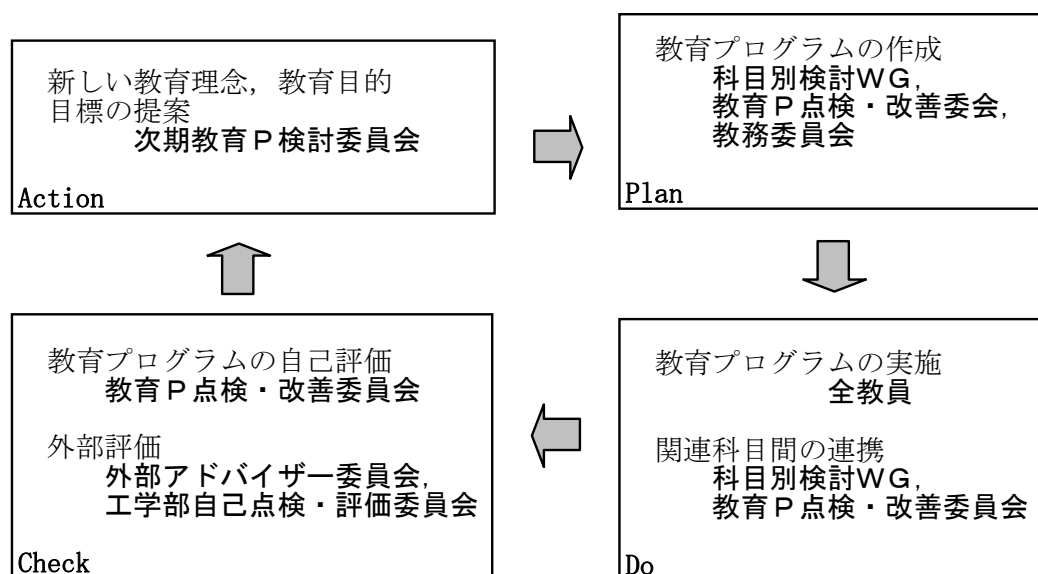 新しい教育理念，教育目的
目標の提案
次期教育Ｐ検討委員会
Action
教育プログラムの作成
科目別検討ＷＧ，
教育Ｐ点検・改善委会，
教務委員会
Plan
教育プログラムの自己評価
教育Ｐ点検・改善委員会
外部評価
外部アドバイザー委員会，
工学部自己点検・評価委員会
Check
教育プログラムの実施
全教員
関連科目間の連携
科目別検討ＷＧ，
教育Ｐ点検・改善委員会
Do